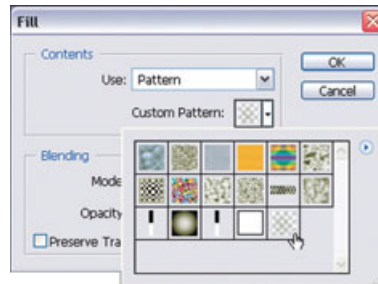 Fill
Contents
OK
Use: Pattern
Cancel
Custom Pattern:
Blending
Mode
Opacity
Preserve Tra